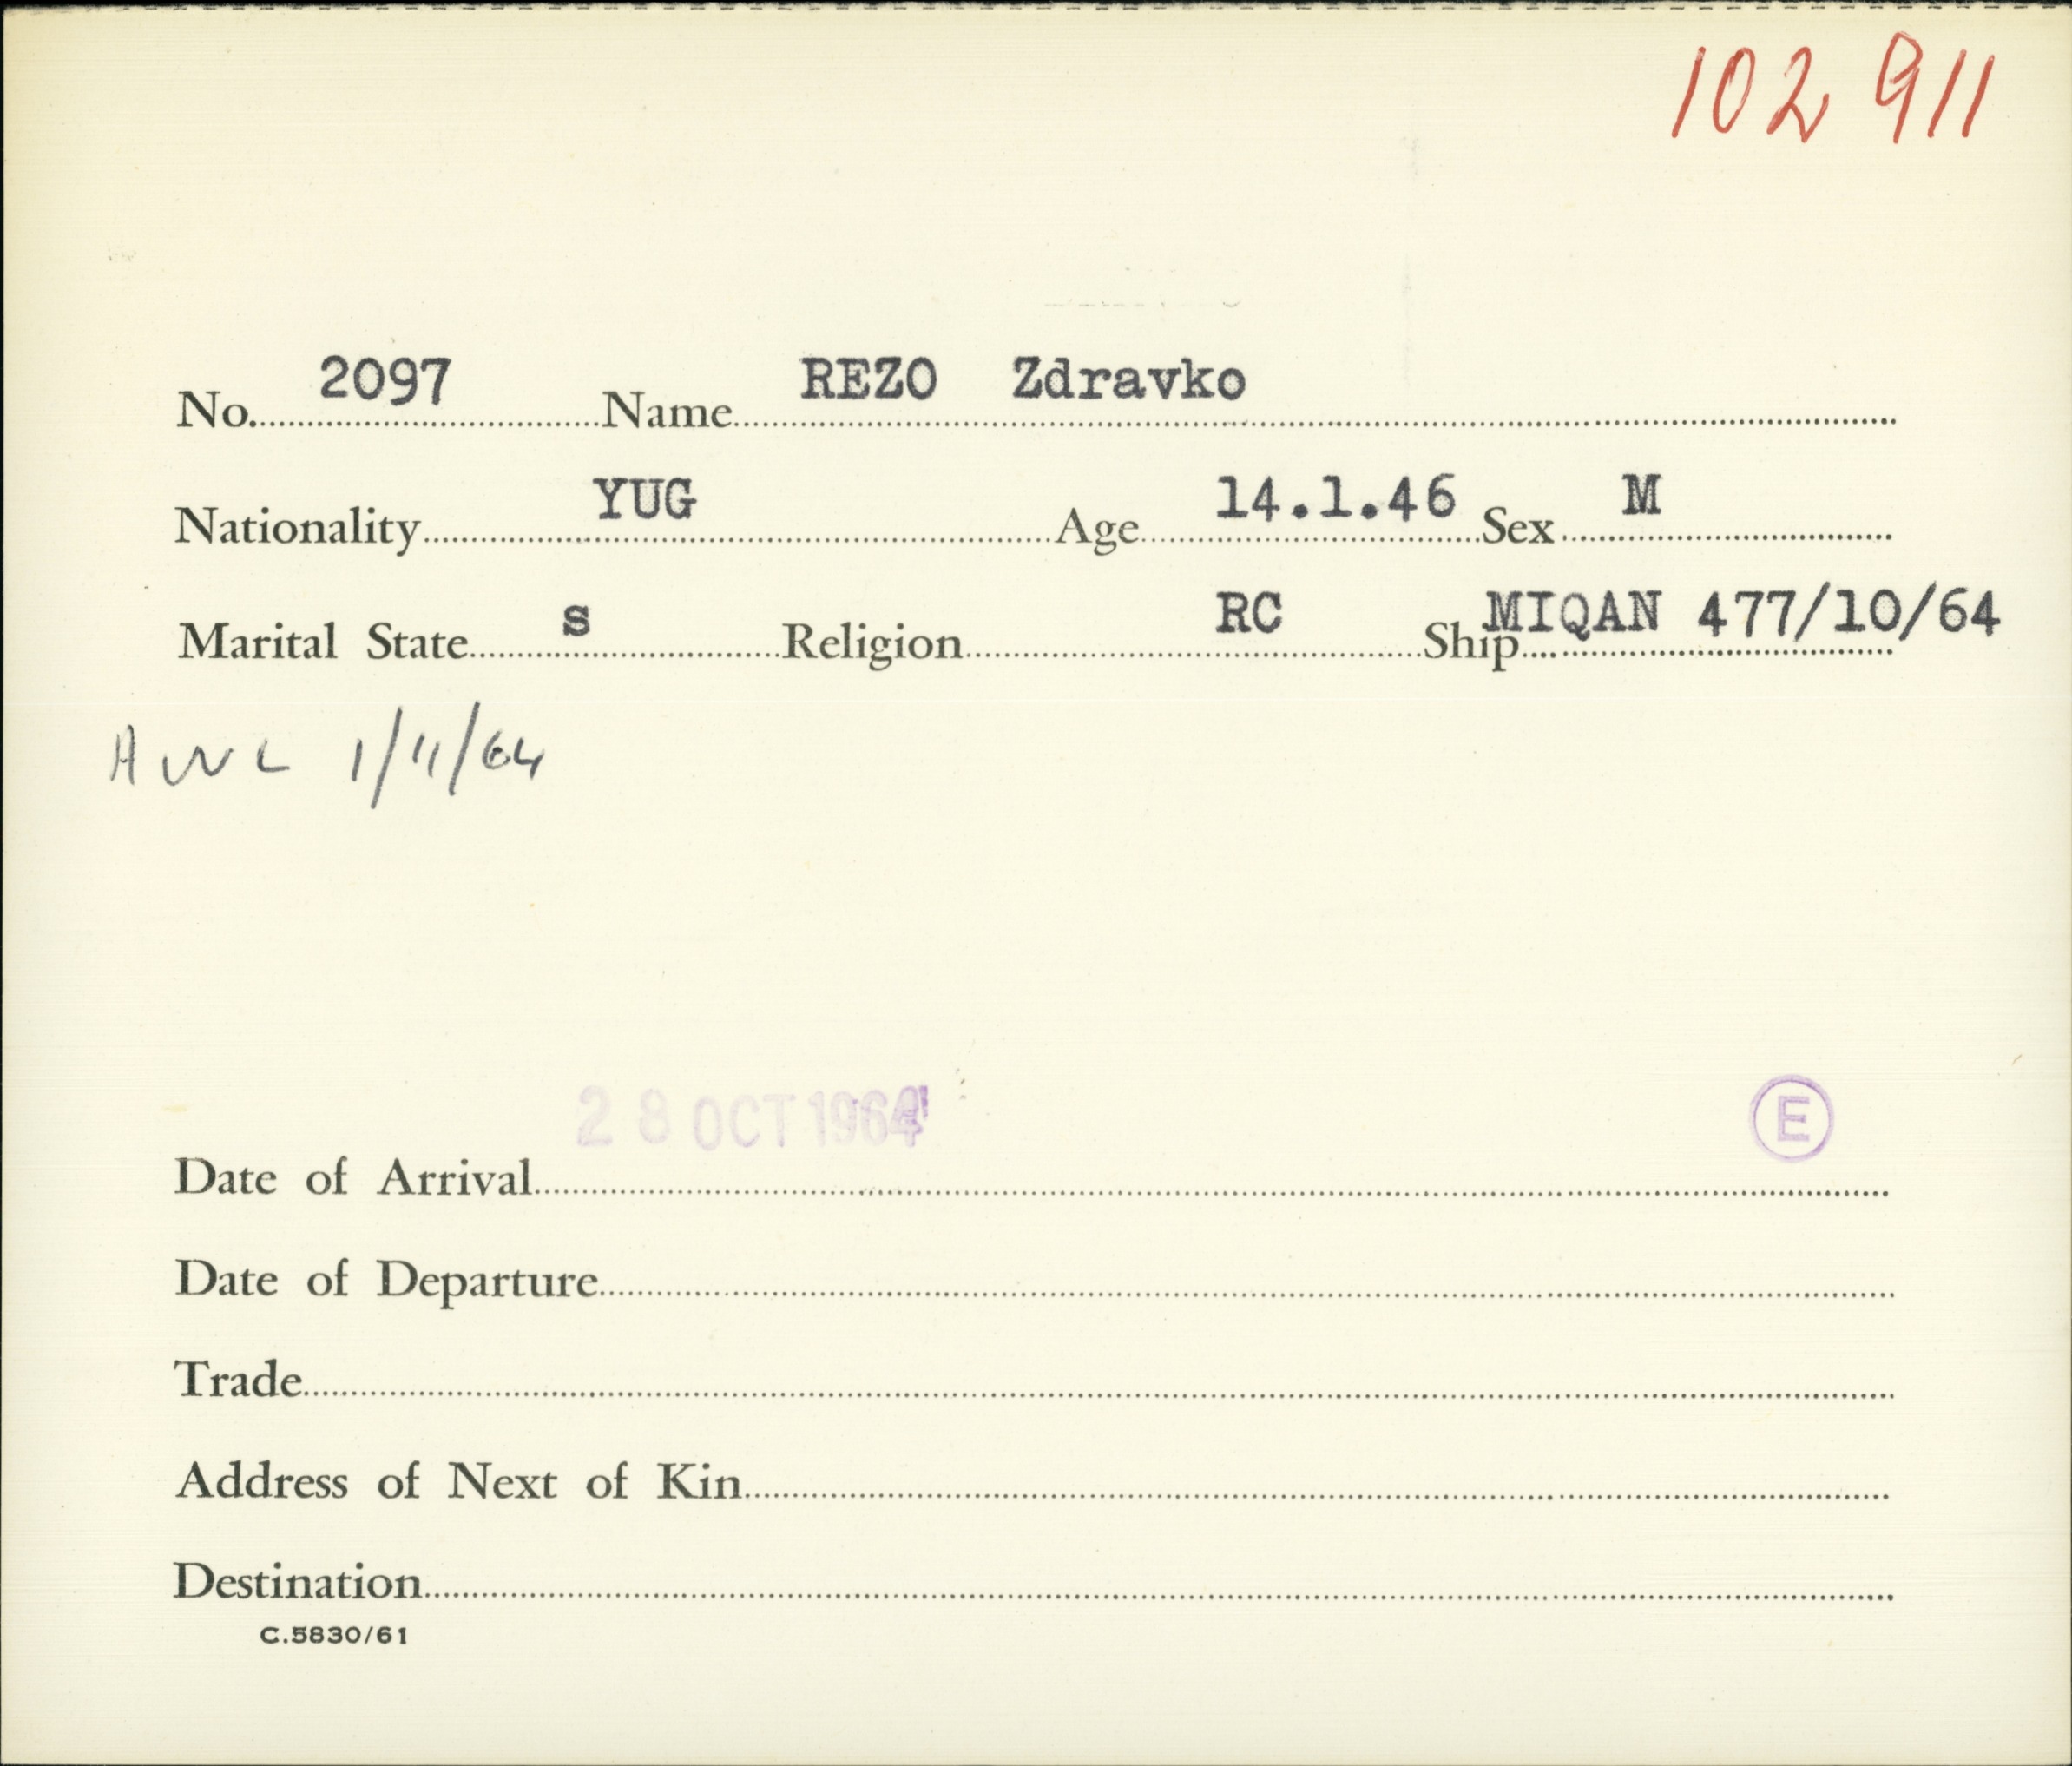 102 911
No. 2097 Name REZO Zdravko
Nationality YUG Age 14.1.46 Sex M
Marital State S Religion RC Ship MIQAN 477/10/64
AWL 1/11/64
28 OCT 1964 E
Date of Arrival
Date of Departure
Trade
Address of Next of Kin
Destination
C.5830/61